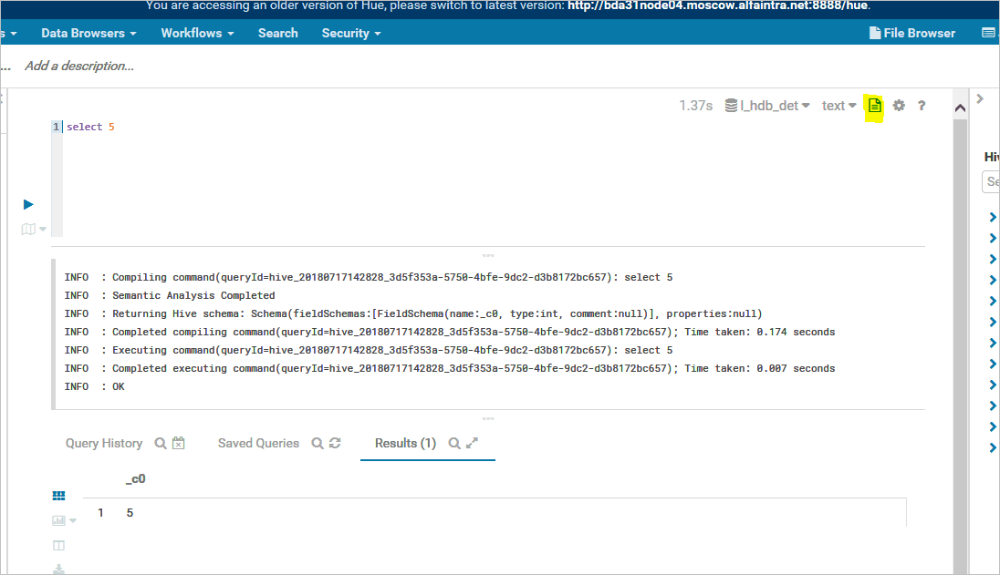 You are accessing an older version of Hue, please switch to latest version: http://bda31node04.moscow.alfaintra.net:8888/hue.
s Data Browsers Workflows Search Security File Browser
... Add a description...
1.37s l_hdb_det text ?
1 select 5
INFO : Compiling command(queryId=hive_20180717142828_3d5f353a-5750-4bfe-9dc2-d3b8172bc657): select 5
INFO : Semantic Analysis Completed
INFO : Returning Hive schema: Schema(fieldSchemas:[FieldSchema(name:_c0, type:int, comment:null)], properties:null)
INFO : Completed compiling command(queryId=hive_20180717142828_3d5f353a-5750-4bfe-9dc2-d3b8172bc657); Time taken: 0.174 seconds
INFO : Executing command(queryId=hive_20180717142828_3d5f353a-5750-4bfe-9dc2-d3b8172bc657): select 5
INFO : Completed executing command(queryId=hive_20180717142828_3d5f353a-5750-4bfe-9dc2-d3b8172bc657); Time taken: 0.007 seconds
INFO : OK
Query History Saved Queries Results (1)
_c0
1 5
Hiv
Se